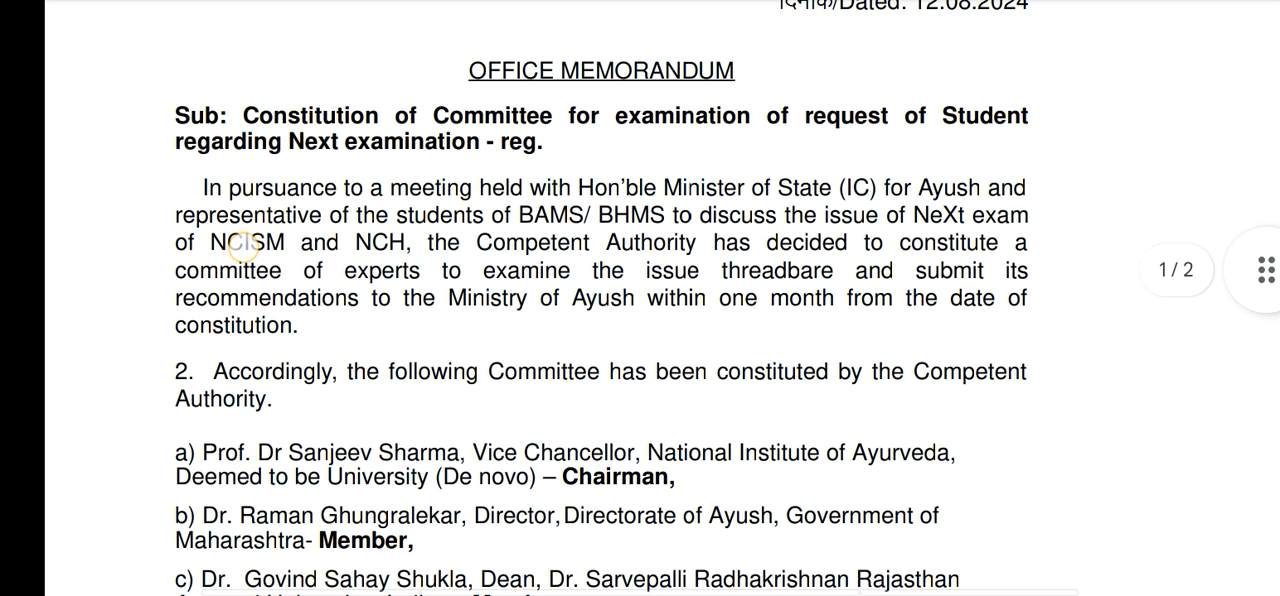 दिनांक/Dated: 12.08.2024
OFFICE MEMORANDUM
Sub: Constitution of Committee for examination of request of Student
regarding Next examination - reg.
In pursuance to a meeting held with Hon'ble Minister of State (IC) for Ayush and
representative of the students of BAMS/ BHMS to discuss the issue of NeXt exam
of NCISM and NCH, the Competent Authority has decided to constitute a
committee of experts to examine the issue threadbare and submit its
recommendations to the Ministry of Ayush within one month from the date of
constitution.
1 / 2
2. Accordingly, the following Committee has been constituted by the Competent
Authority.
a) Prof. Dr Sanjeev Sharma, Vice Chancellor, National Institute of Ayurveda,
Deemed to be University (De novo) – Chairman,
b) Dr. Raman Ghungralekar, Director, Directorate of Ayush, Government of
Maharashtra- Member,
c) Dr. Govind Sahay Shukla, Dean, Dr. Sarvepalli Radhakrishnan Rajasthan